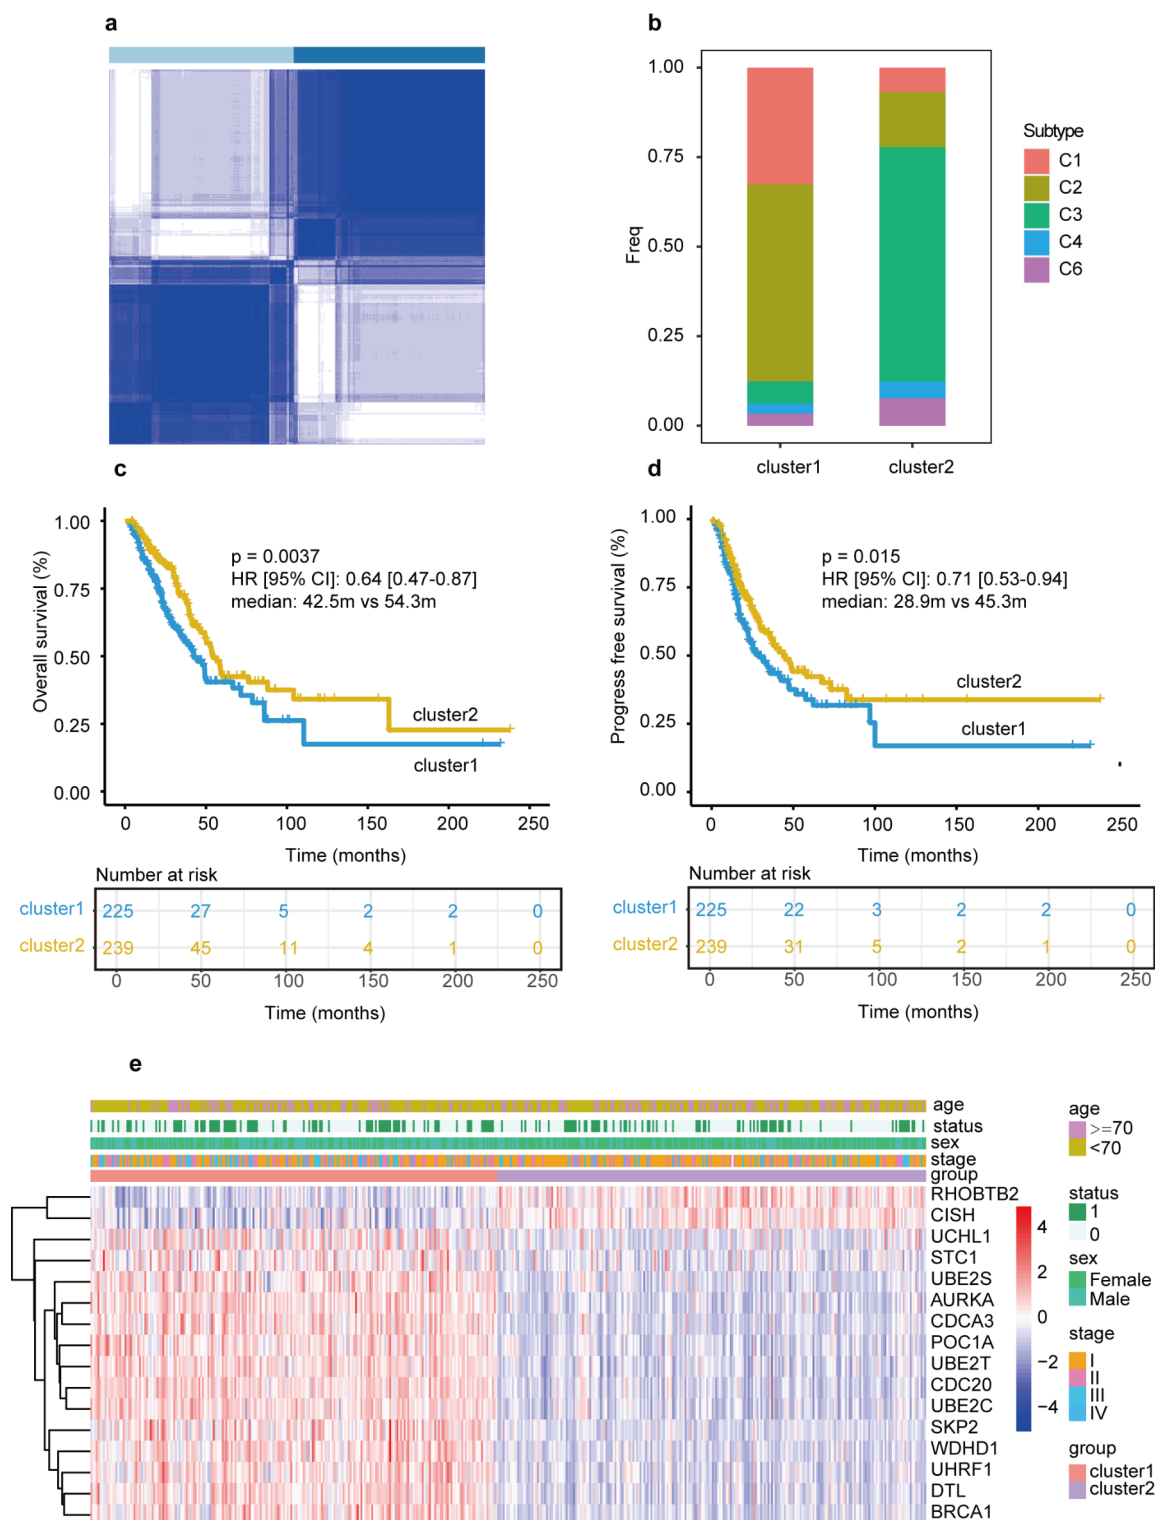 a
b
1.00
0.75
0.50
0.25
0.00
Freq
cluster1 cluster2
Subtype
C1
C2
C3
C4
C6
c
Overall survival (%)
1.00
0.75
0.50
0.25
0.00
p = 0.0037
HR [95% CI]: 0.64 [0.47-0.87]
median: 42.5m vs 54.3m
cluster2
cluster1
0 50 100 150 200 250
Time (months)
Number at risk
cluster1 225 27 5 2 2 0
cluster2 239 45 11 4 1 0
0 50 100 150 200 250
Time (months)
d
Progress free survival (%)
1.00
0.75
0.50
0.25
0.00
p = 0.015
HR [95% CI]: 0.71 [0.53-0.94]
median: 28.9m vs 45.3m
cluster2
cluster1
0 50 100 150 200 250
Time (months)
Number at risk
cluster1 225 22 3 2 2 0
cluster2 239 31 5 2 1 0
0 50 100 150 200 250
Time (months)
e
age
status
sex
stage
group
RHOBTB2
CISH
UCHL1
STC1
UBE2S
AURKA
CDCA3
POC1A
UBE2T
CDC20
UBE2C
SKP2
WDHD1
UHRF1
DTL
BRCA1
4
2
0
−2
−4
age
>=70
<70
status
1
0
sex
Female
Male
stage
I
II
III
IV
group
cluster1
cluster2